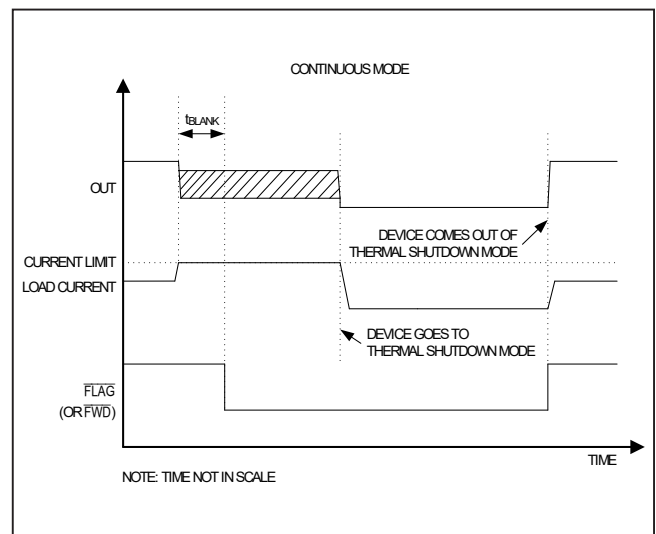 CONTINUOUS MODE
tBLANK
OUT
DEVICE COMES OUT OF
THERMAL SHUTDOWN MODE
CURRENT LIMIT
LOAD CURRENT
DEVICE GOES TO
THERMAL SHUTDOWN MODE
FLAG
(OR FWD)
TIME
NOTE: TIME NOT IN SCALE